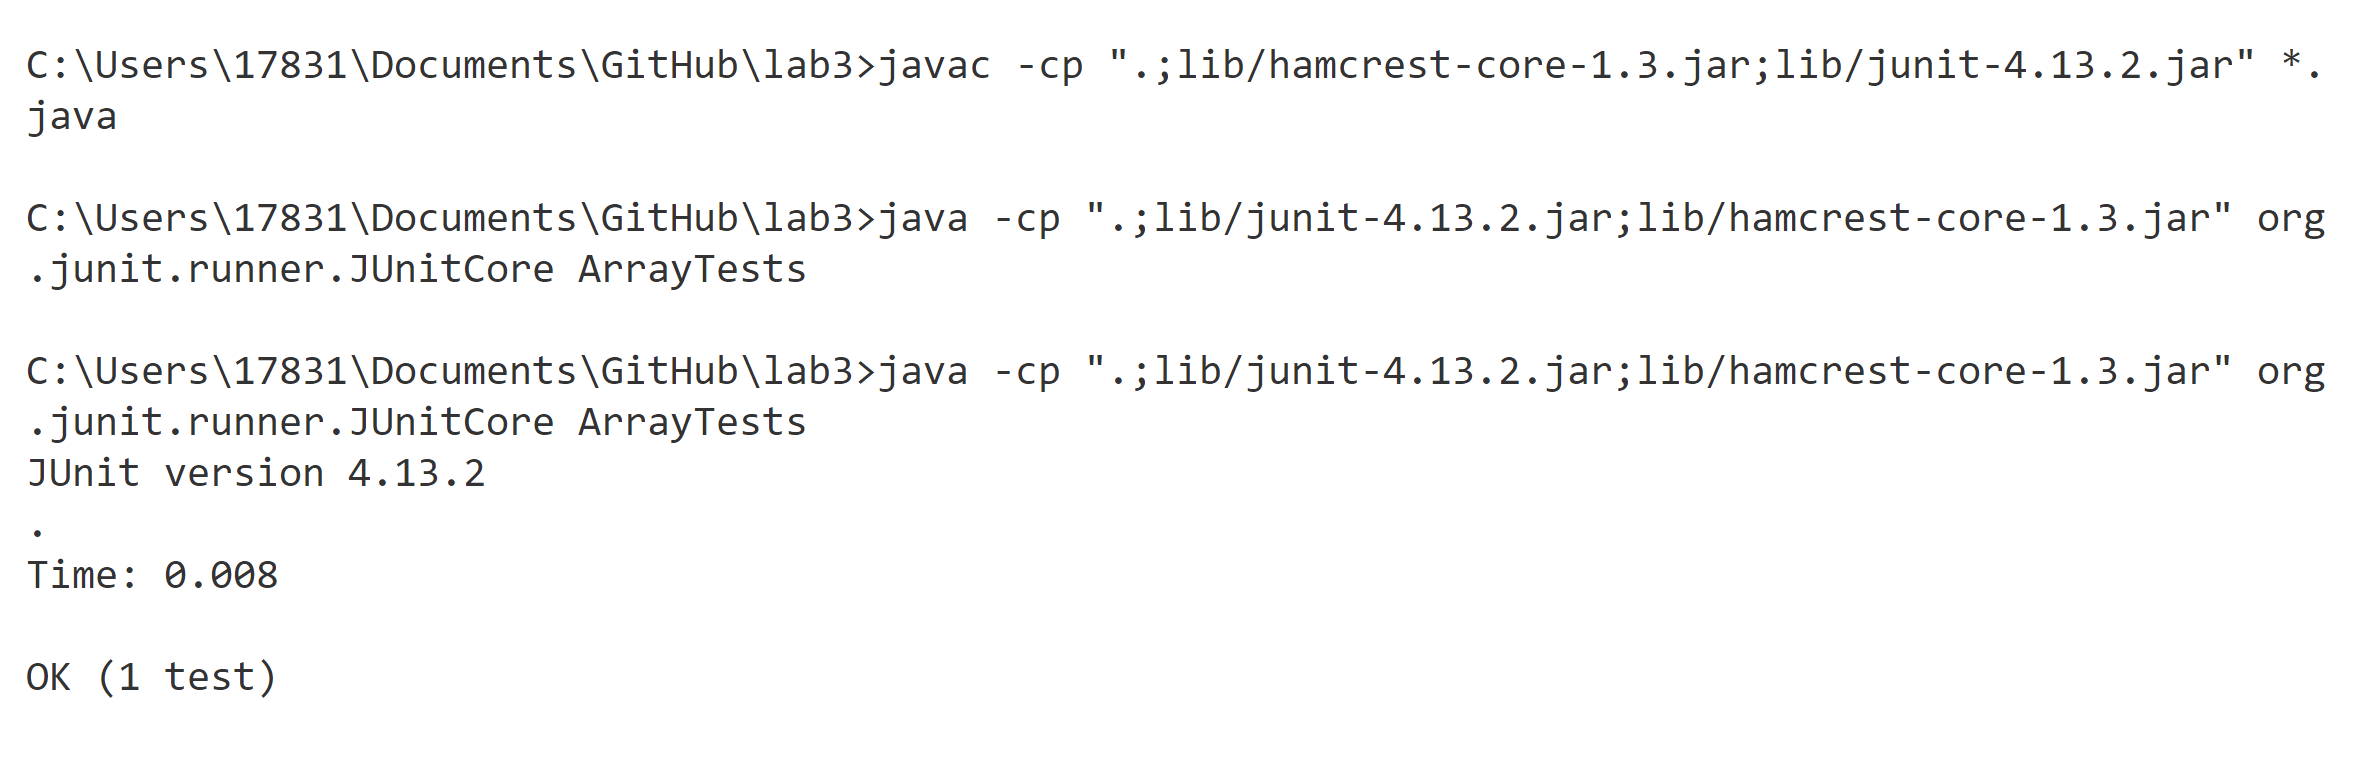 C:\Users\17831\Documents\GitHub\lab3>javac -cp ".;lib/hamcrest-core-1.3.jar;lib/junit-4.13.2.jar" *.
java
C:\Users\17831\Documents\GitHub\lab3>java -cp ".;lib/junit-4.13.2.jar;lib/hamcrest-core-1.3.jar" org
.junit.runner.JUnitCore ArrayTests
C:\Users\17831\Documents\GitHub\lab3>java -cp ".;lib/junit-4.13.2.jar;lib/hamcrest-core-1.3.jar" org
.junit.runner.JUnitCore ArrayTests
JUnit version 4.13.2
.
Time: 0.008
OK (1 test)